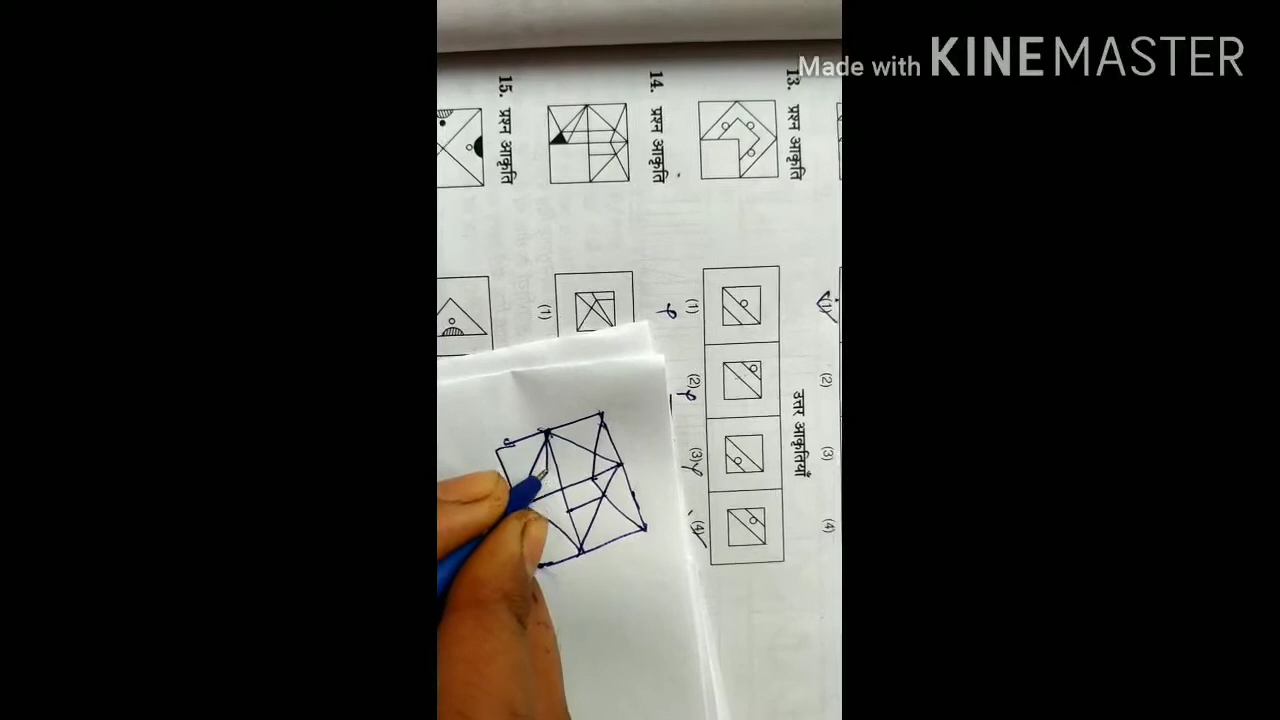 Made with KINEMASTER
13. प्रश्न आकृति
14. प्रश्न आकृति
15. प्रश्न आकृति
उत्तर आकृतियाँ
(1) (2) (3) (4)
(1) (2) (3) (4)
(1)